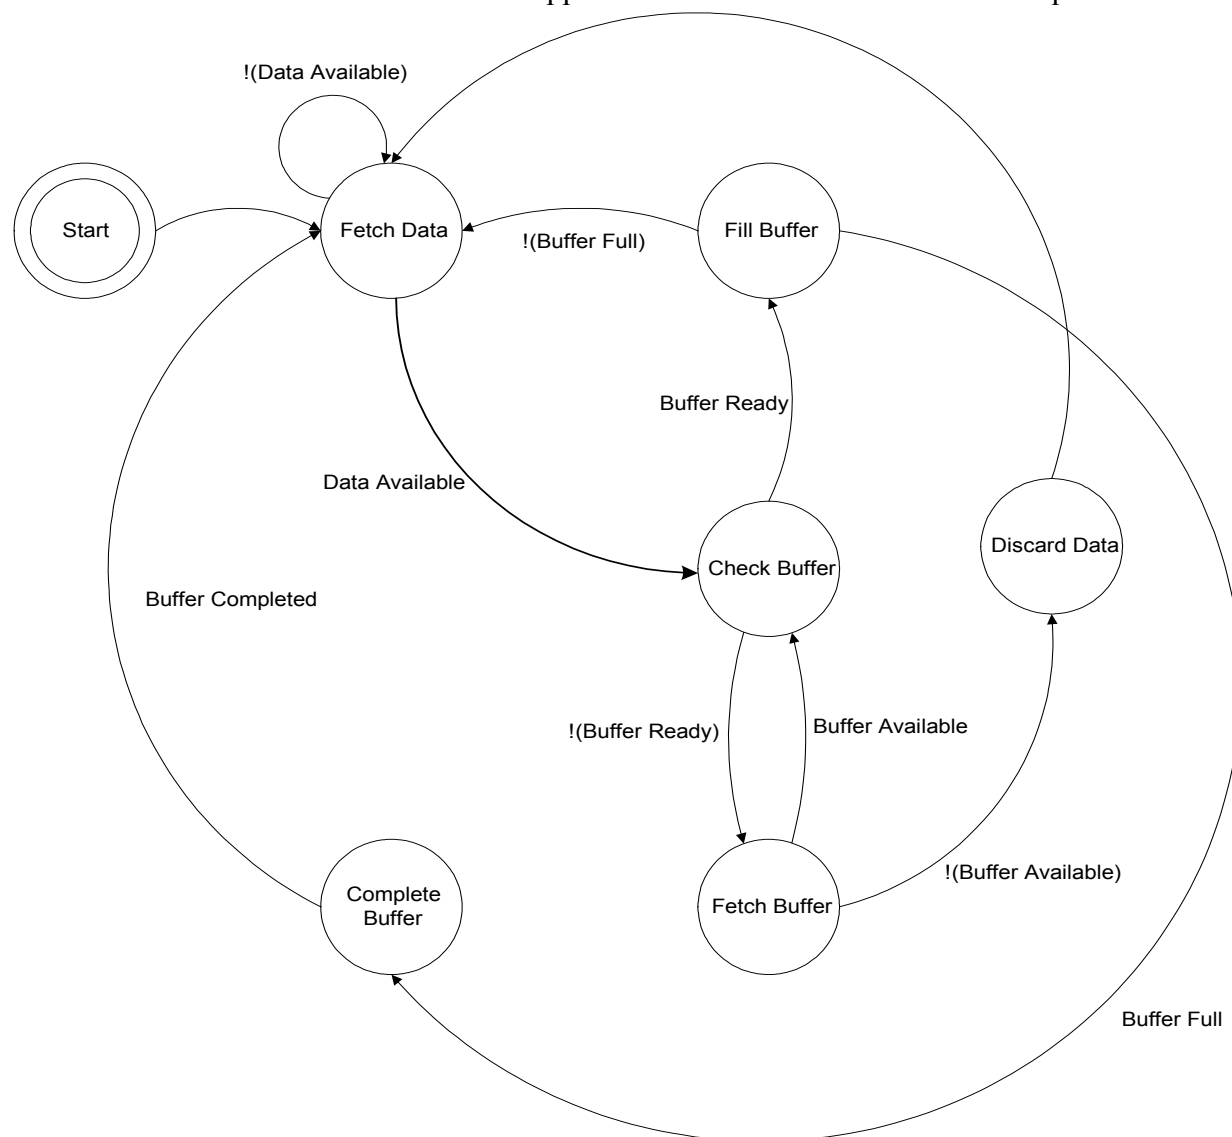 !(Data Available)
Start
Fetch Data
Fill Buffer
!(Buffer Full)
Buffer Ready
Data Available
Discard Data
Check Buffer
Buffer Completed
!(Buffer Ready)
Buffer Available
!(Buffer Available)
Complete
Buffer
Fetch Buffer
Buffer Full